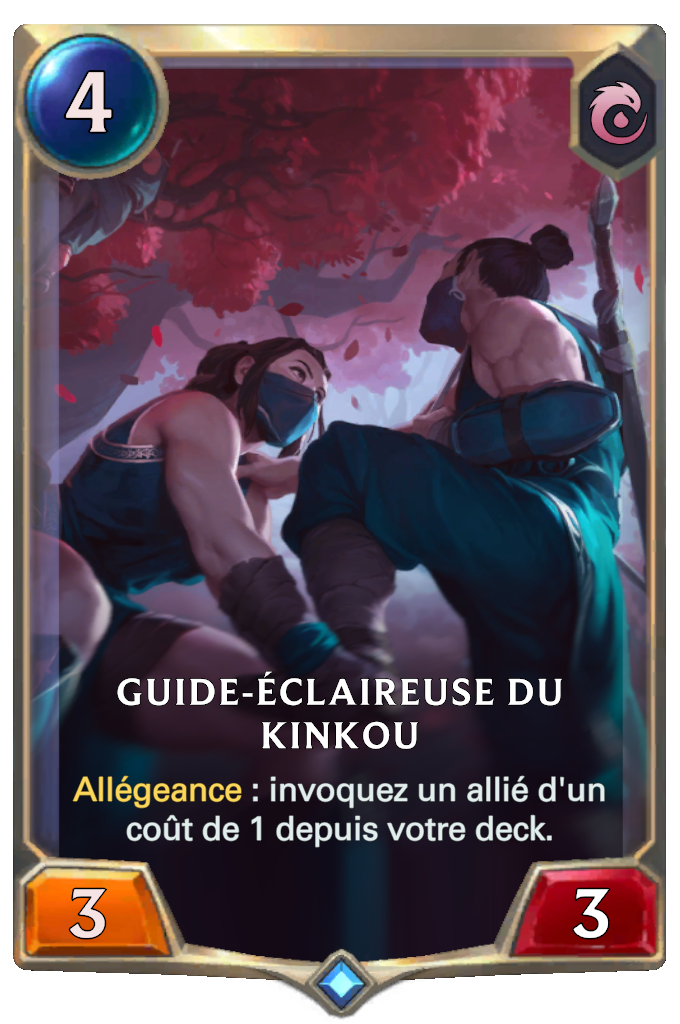 4
GUIDE-ÉCLAIREUSE DU
KINKOU
Allégeance : invoquez un allié d'un
coût de 1 depuis votre deck.
3
3